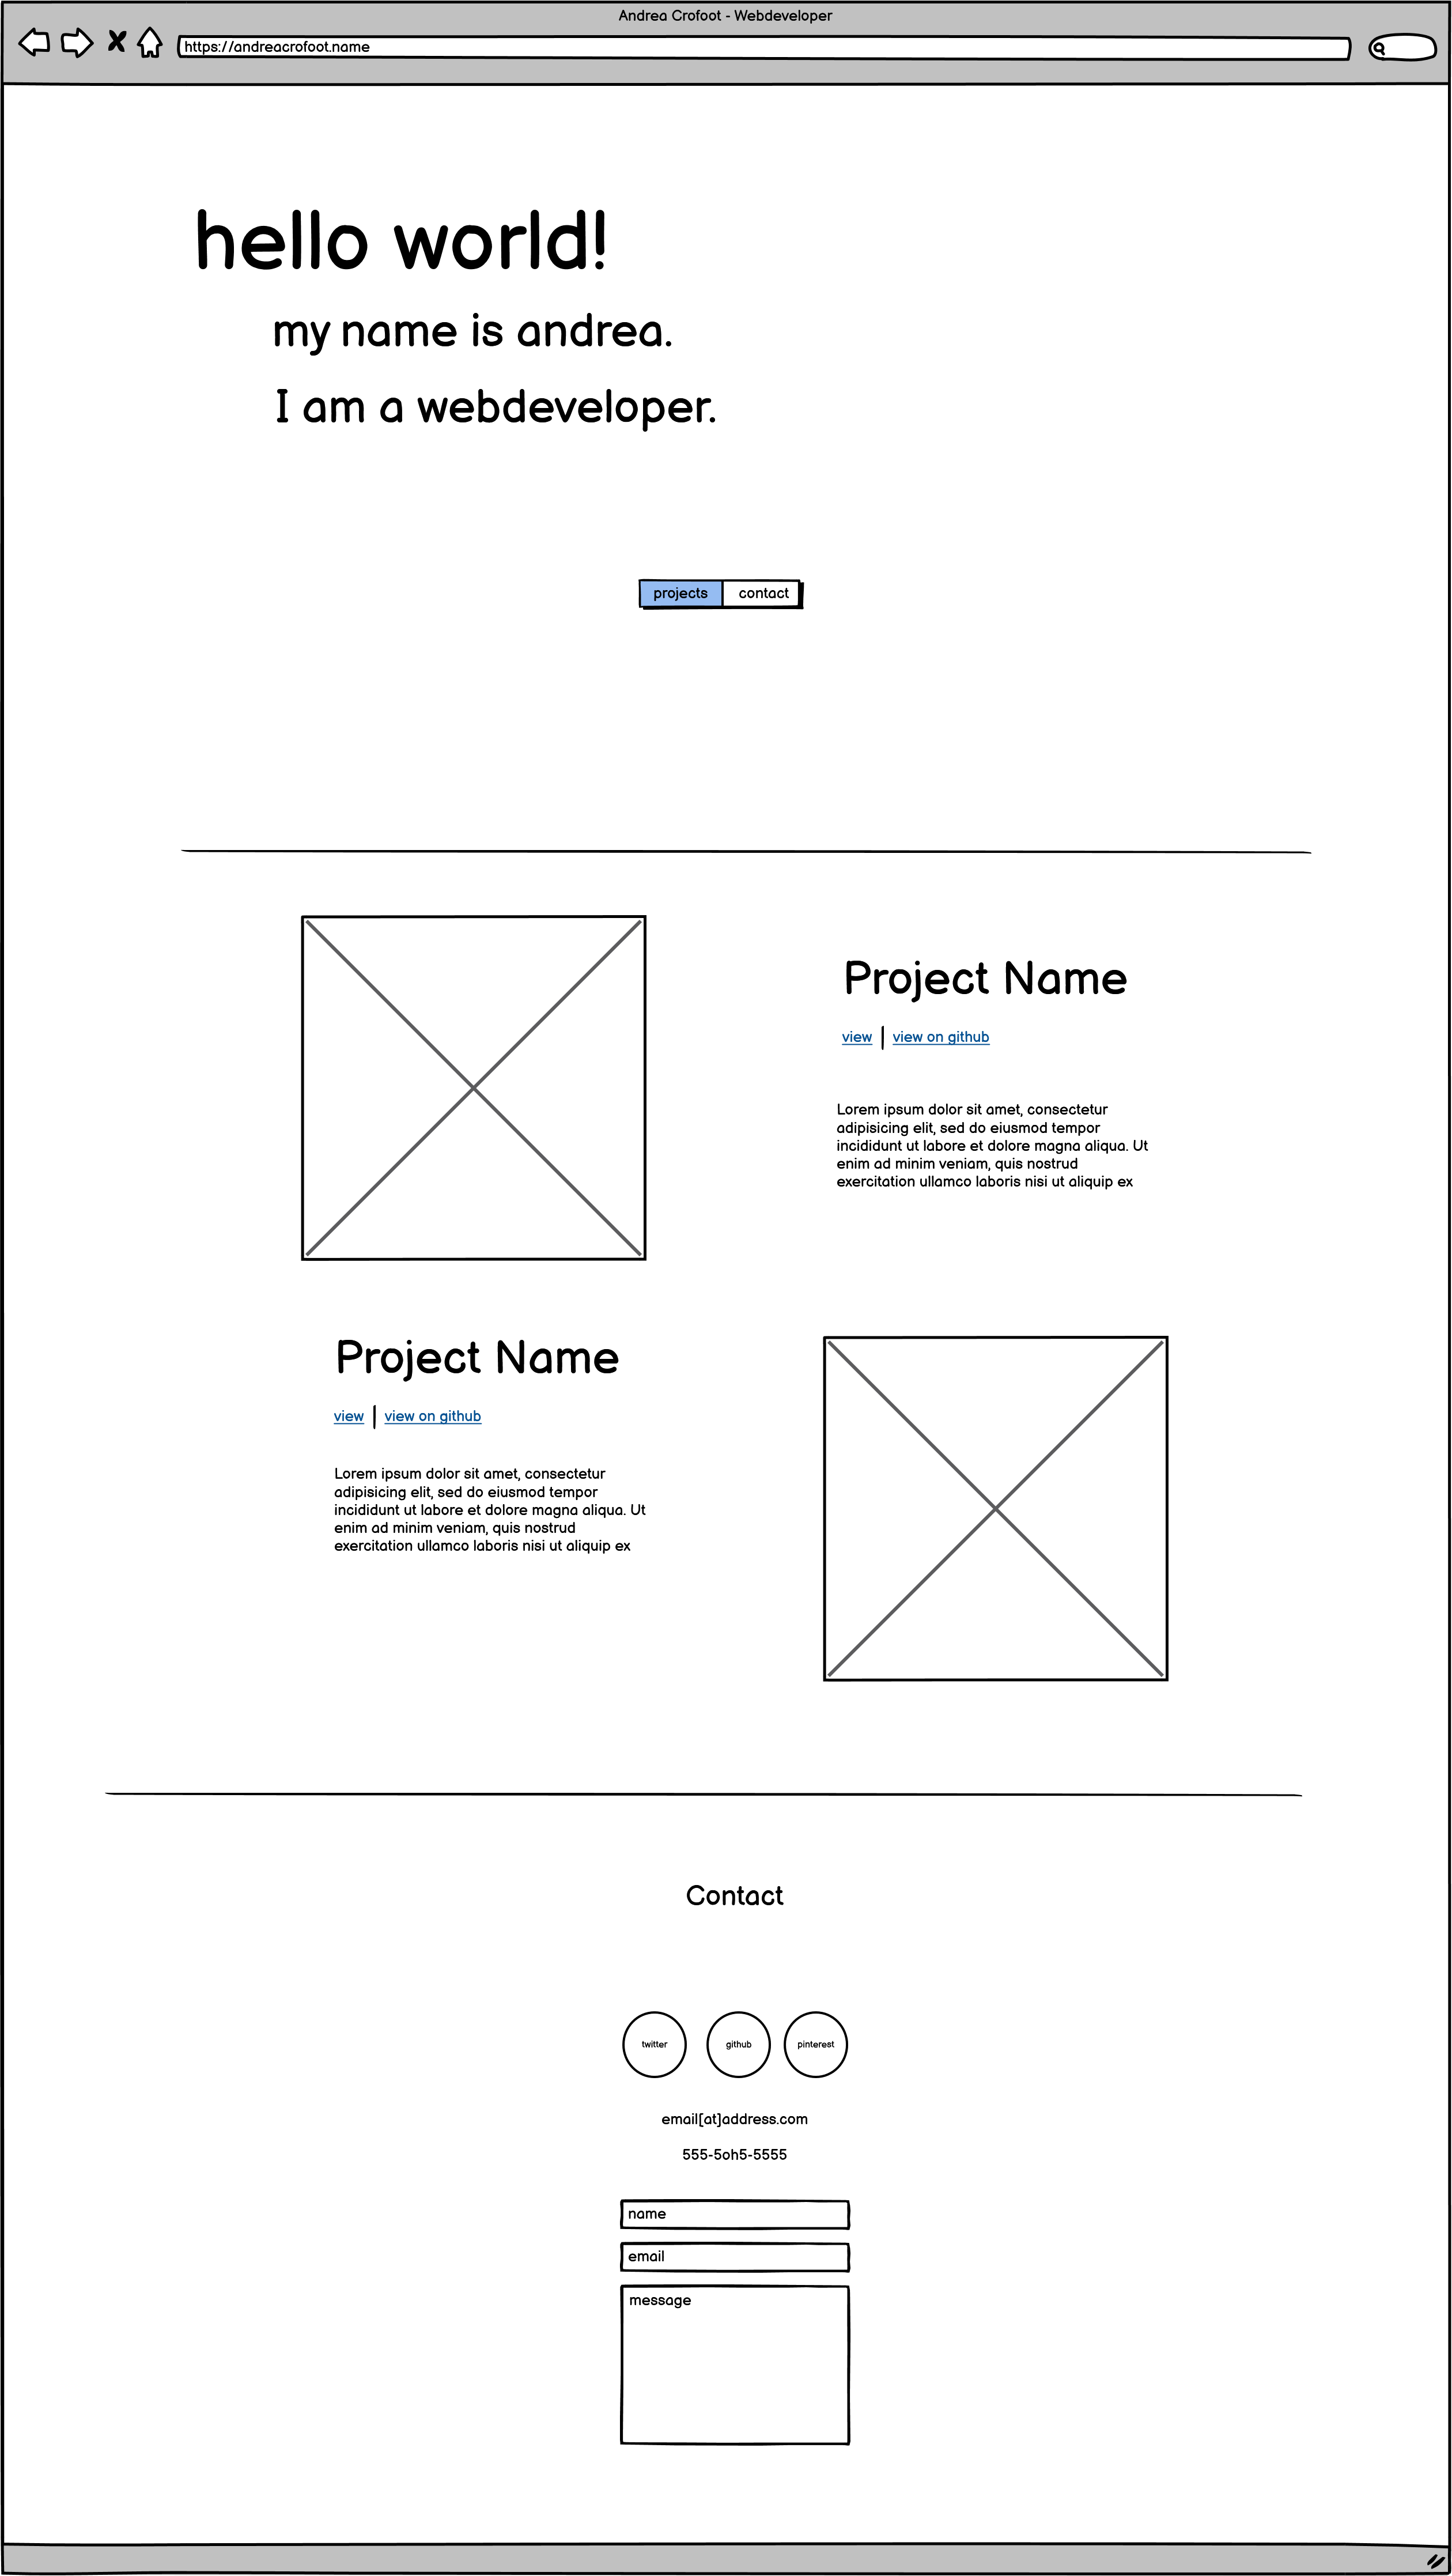 Andrea Crofoot - Webdeveloper
https://andreacrofoot.name
hello world!
my name is andrea.
I am a webdeveloper.
projects contact
Project Name
view view on github
Lorem ipsum dolor sit amet, consectetur
adipisicing elit, sed do eiusmod tempor
incididunt ut labore et dolore magna aliqua. Ut
enim ad minim veniam, quis nostrud
exercitation ullamco laboris nisi ut aliquip ex
Project Name
view view on github
Lorem ipsum dolor sit amet, consectetur
adipisicing elit, sed do eiusmod tempor
incididunt ut labore et dolore magna aliqua. Ut
enim ad minim veniam, quis nostrud
exercitation ullamco laboris nisi ut aliquip ex
Contact
twitter github pinterest
email[at]address.com
555-5oh5-5555
name
email
message